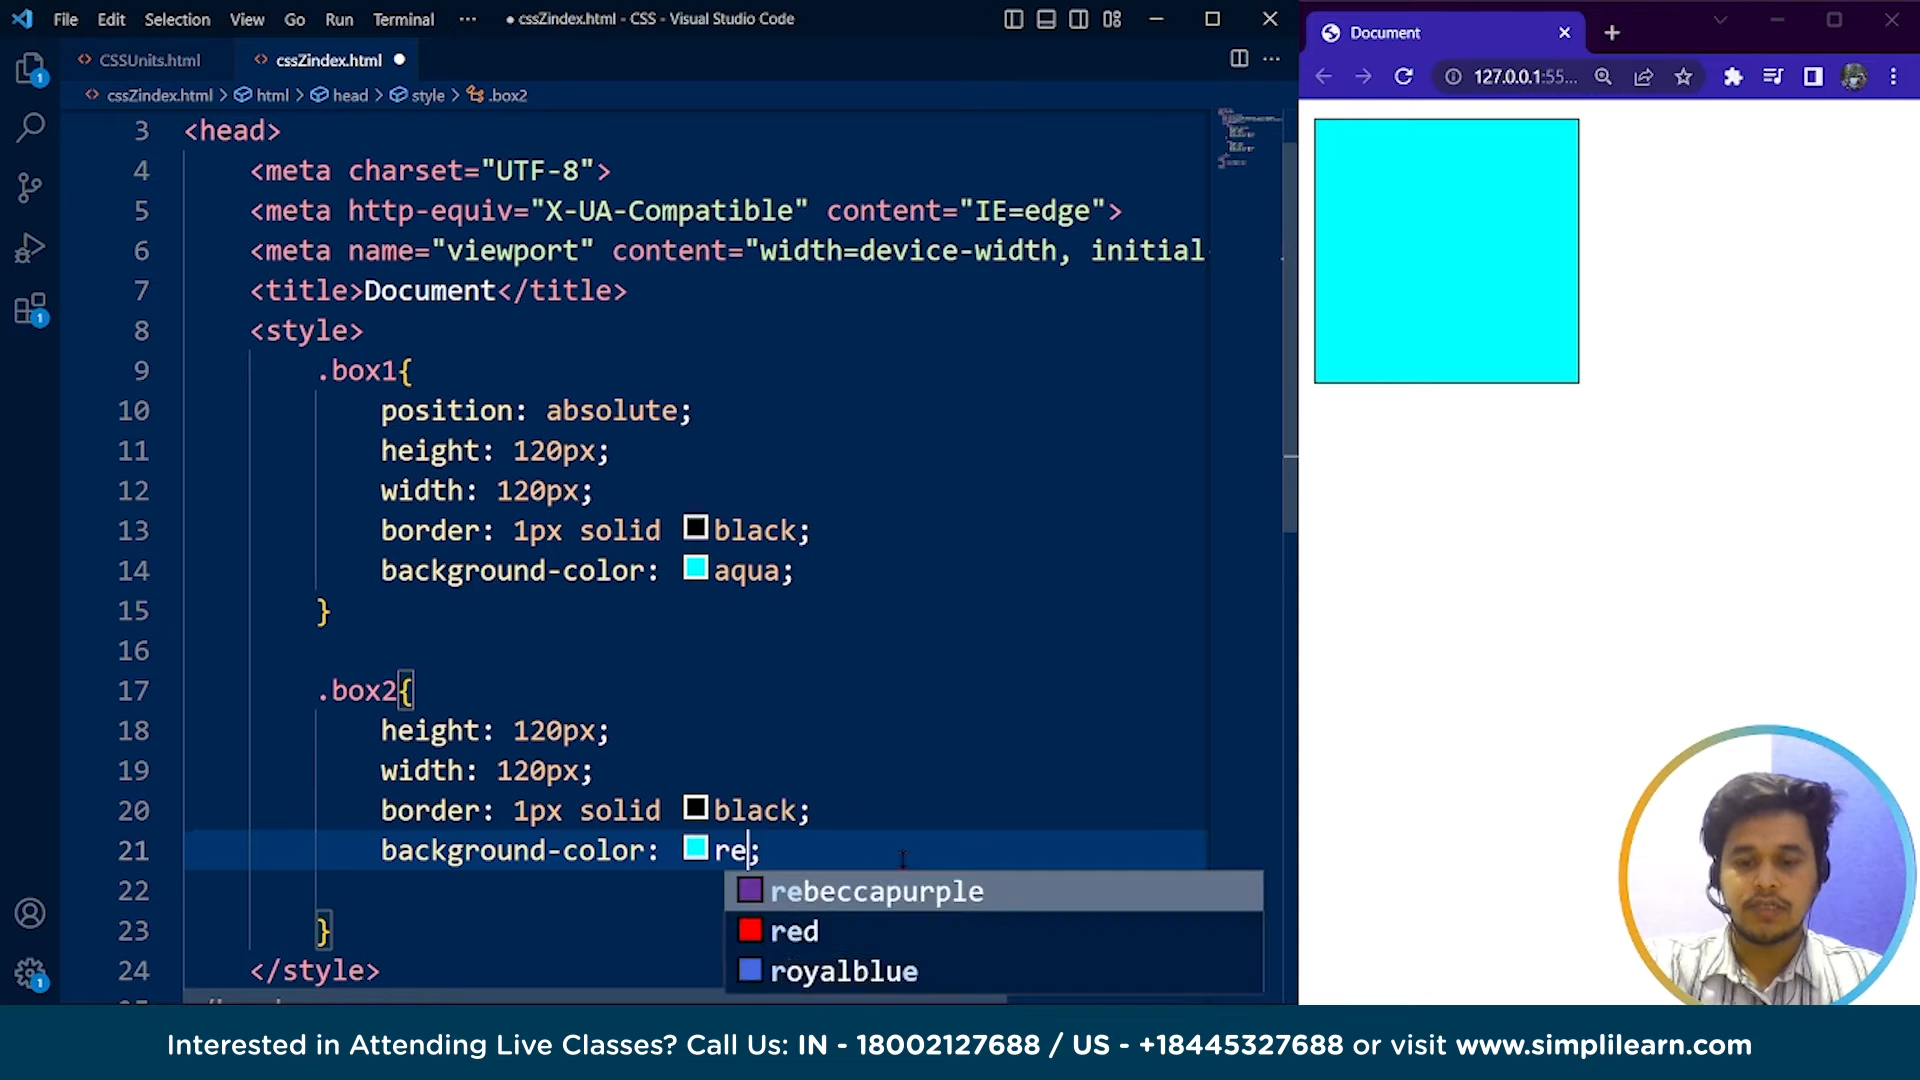 File Edit Selection View Go Run Terminal ··· ● cssZindex.html - CSS - Visual Studio Code
CSSUnits.html cssZindex.html
cssZindex.html > html > head > style > .box2
3 <head>
4 <meta charset="UTF-8">
5 <meta http-equiv="X-UA-Compatible" content="IE=edge">
6 <meta name="viewport" content="width=device-width, initial-
7 <title>Document</title>
8 <style>
9 .box1{
10 position: absolute;
11 height: 120px;
12 width: 120px;
13 border: 1px solid black;
14 background-color: aqua;
15 }
16
17 .box2{
18 height: 120px;
19 width: 120px;
20 border: 1px solid black;
21 background-color: re;
22
23 }
24 </style>
rebeccapurple
red
royalblue
1
1
1
Document
127.0.0.1:55...
Interested in Attending Live Classes? Call Us: IN - 18002127688 / US - +18445327688 or visit www.simplilearn.com